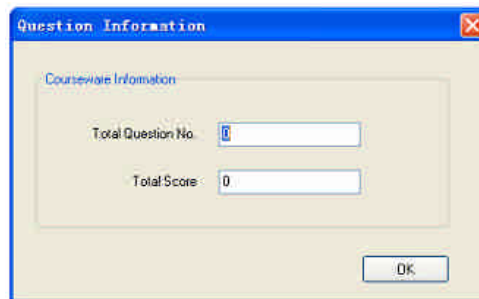 Question Information
Courseware Information
Total Question No. 0
Total Score 0
OK